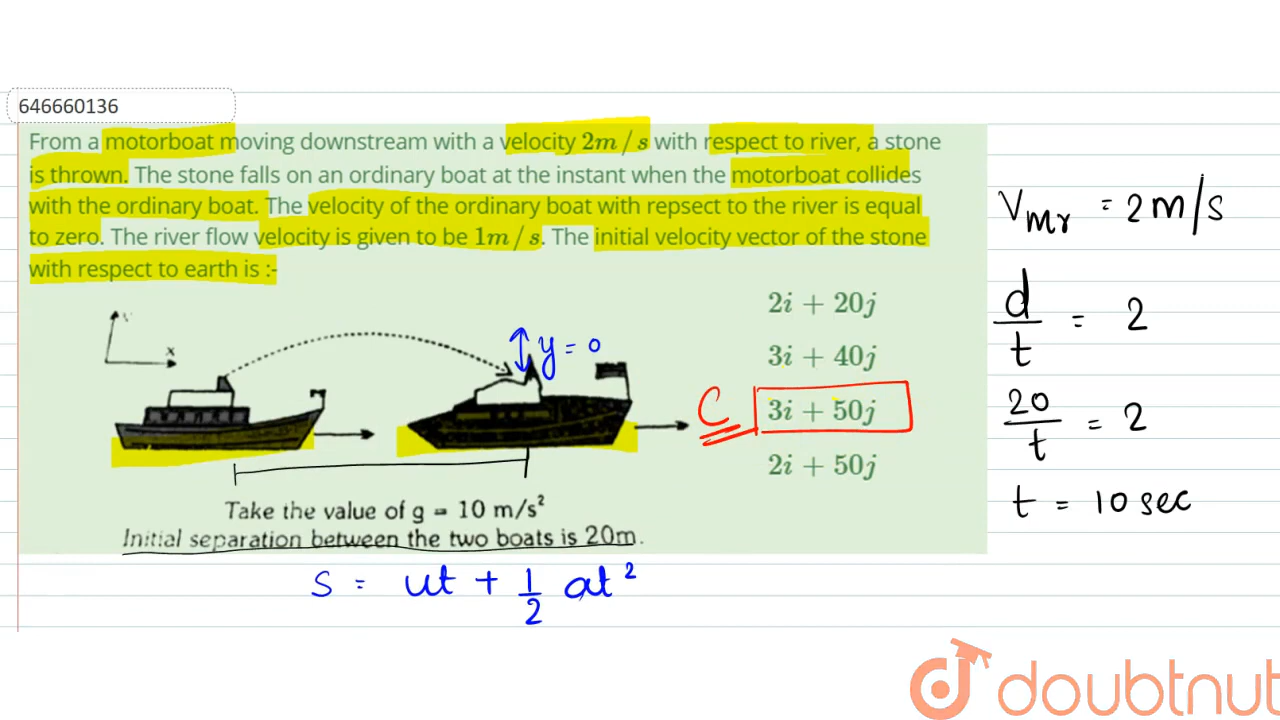 646660136
From a motorboat moving downstream with a velocity 2m/s with respect to river, a stone
is thrown. The stone falls on an ordinary boat at the instant when the motorboat collides
with the ordinary boat. The velocity of the ordinary boat with repsect to the river is equal
to zero. The river flow velocity is given to be 1m/s. The initial velocity vector of the stone
with respect to earth is :-
x
y = 0
Take the value of g = 10 m/s²
Initial separation between the two boats is 20m.
S = ut + 1/2 at²
2i + 20j
3i + 40j
C 3i + 50j
2i + 50j
Vmr = 2m/s
d/t = 2
20/t = 2
t = 10 sec
doubtnut